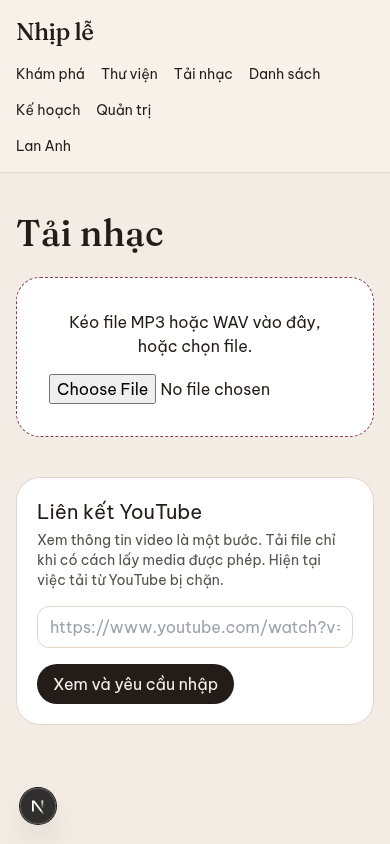 Nhịp lễ
Khám phá Thư viện Tải nhạc Danh sách
Kế hoạch Quản trị
Lan Anh
Tải nhạc
Kéo file MP3 hoặc WAV vào đây,
hoặc chọn file.
Choose File No file chosen
Liên kết YouTube
Xem thông tin video là một bước. Tải file chỉ
khi có cách lấy media được phép. Hiện tại
việc tải từ YouTube bị chặn.
https://www.youtube.com/watch?v=
Xem và yêu cầu nhập
N